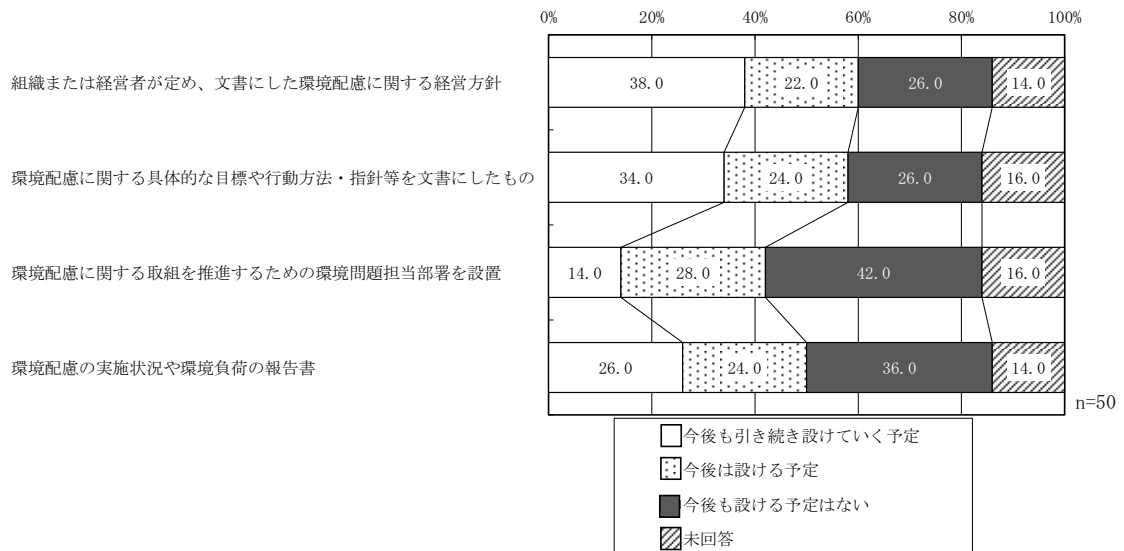 0% 20% 40% 60% 80% 100%
組織または経営者が定め、文書にした環境配慮に関する経営方針 38.0 22.0 26.0 14.0
環境配慮に関する具体的な目標や行動方法・指針等を文書にしたもの 34.0 24.0 26.0 16.0
環境配慮に関する取組を推進するための環境問題担当部署を設置 14.0 28.0 42.0 16.0
環境配慮の実施状況や環境負荷の報告書 26.0 24.0 36.0 14.0
n=50
今後も引き続き設けていく予定
今後は設ける予定
今後も設ける予定はない
未回答